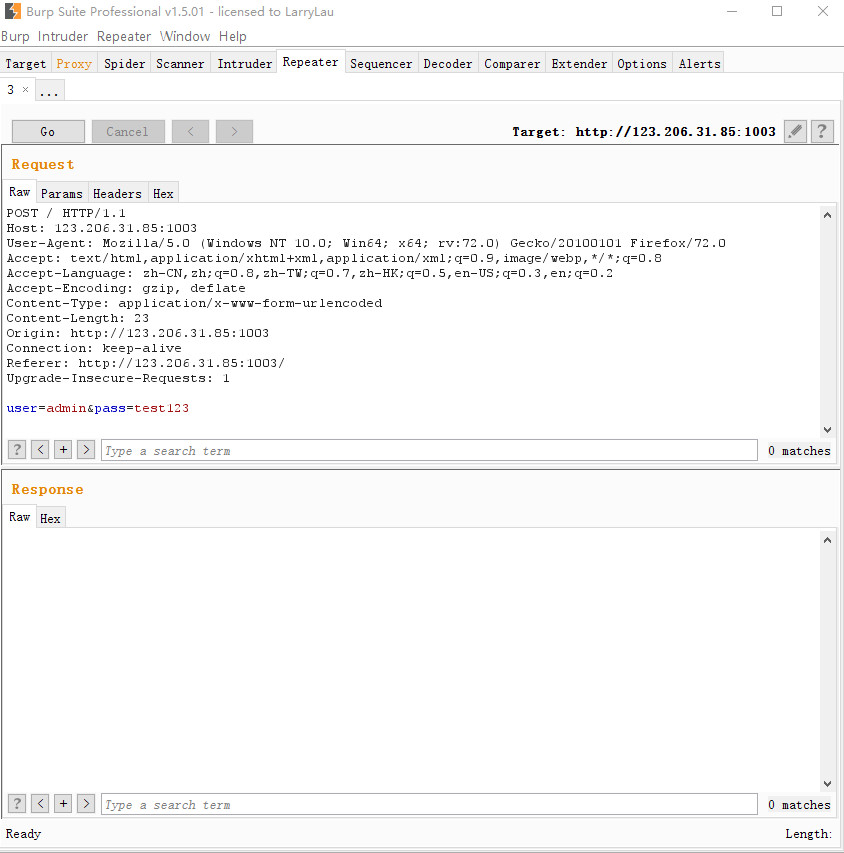 Burp Suite Professional v1.5.01 - licensed to LarryLau
Burp Intruder Repeater Window Help
Target Proxy Spider Scanner Intruder Repeater Sequencer Decoder Comparer Extender Options Alerts
3 × ...
Go Cancel < > Target: http://123.206.31.85:1003 ?
Request
Raw Params Headers Hex
POST / HTTP/1.1
Host: 123.206.31.85:1003
User-Agent: Mozilla/5.0 (Windows NT 10.0; Win64; x64; rv:72.0) Gecko/20100101 Firefox/72.0
Accept: text/html,application/xhtml+xml,application/xml;q=0.9,image/webp,*/*;q=0.8
Accept-Language: zh-CN,zh;q=0.8,zh-TW;q=0.7,zh-HK;q=0.5,en-US;q=0.3,en;q=0.2
Accept-Encoding: gzip, deflate
Content-Type: application/x-www-form-urlencoded
Content-Length: 23
Origin: http://123.206.31.85:1003
Connection: keep-alive
Referer: http://123.206.31.85:1003/
Upgrade-Insecure-Requests: 1
user=admin&pass=test123
? < + > Type a search term 0 matches
Response
Raw Hex
? < + > Type a search term 0 matches
Ready Length: